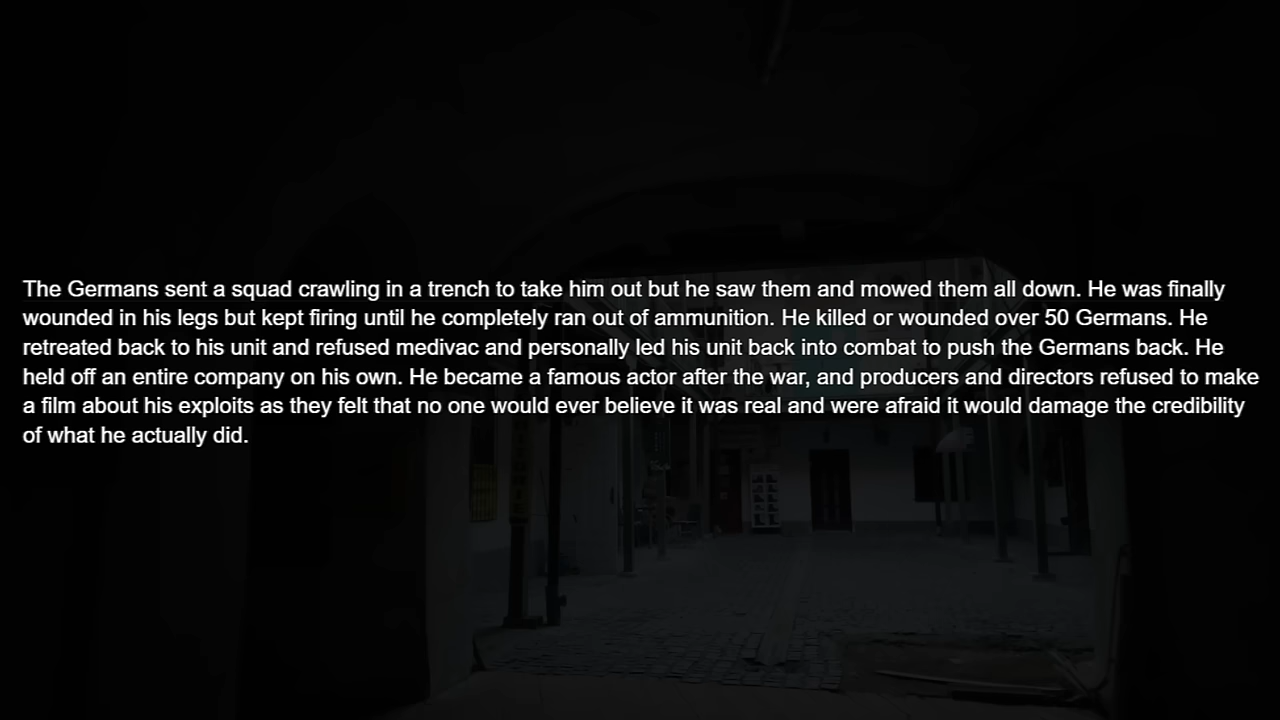 The Germans sent a squad crawling in a trench to take him out but he saw them and mowed them all down. He was finally
wounded in his legs but kept firing until he completely ran out of ammunition. He killed or wounded over 50 Germans. He
retreated back to his unit and refused medivac and personally led his unit back into combat to push the Germans back. He
held off an entire company on his own. He became a famous actor after the war, and producers and directors refused to make
a film about his exploits as they felt that no one would ever believe it was real and were afraid it would damage the credibility
of what he actually did.